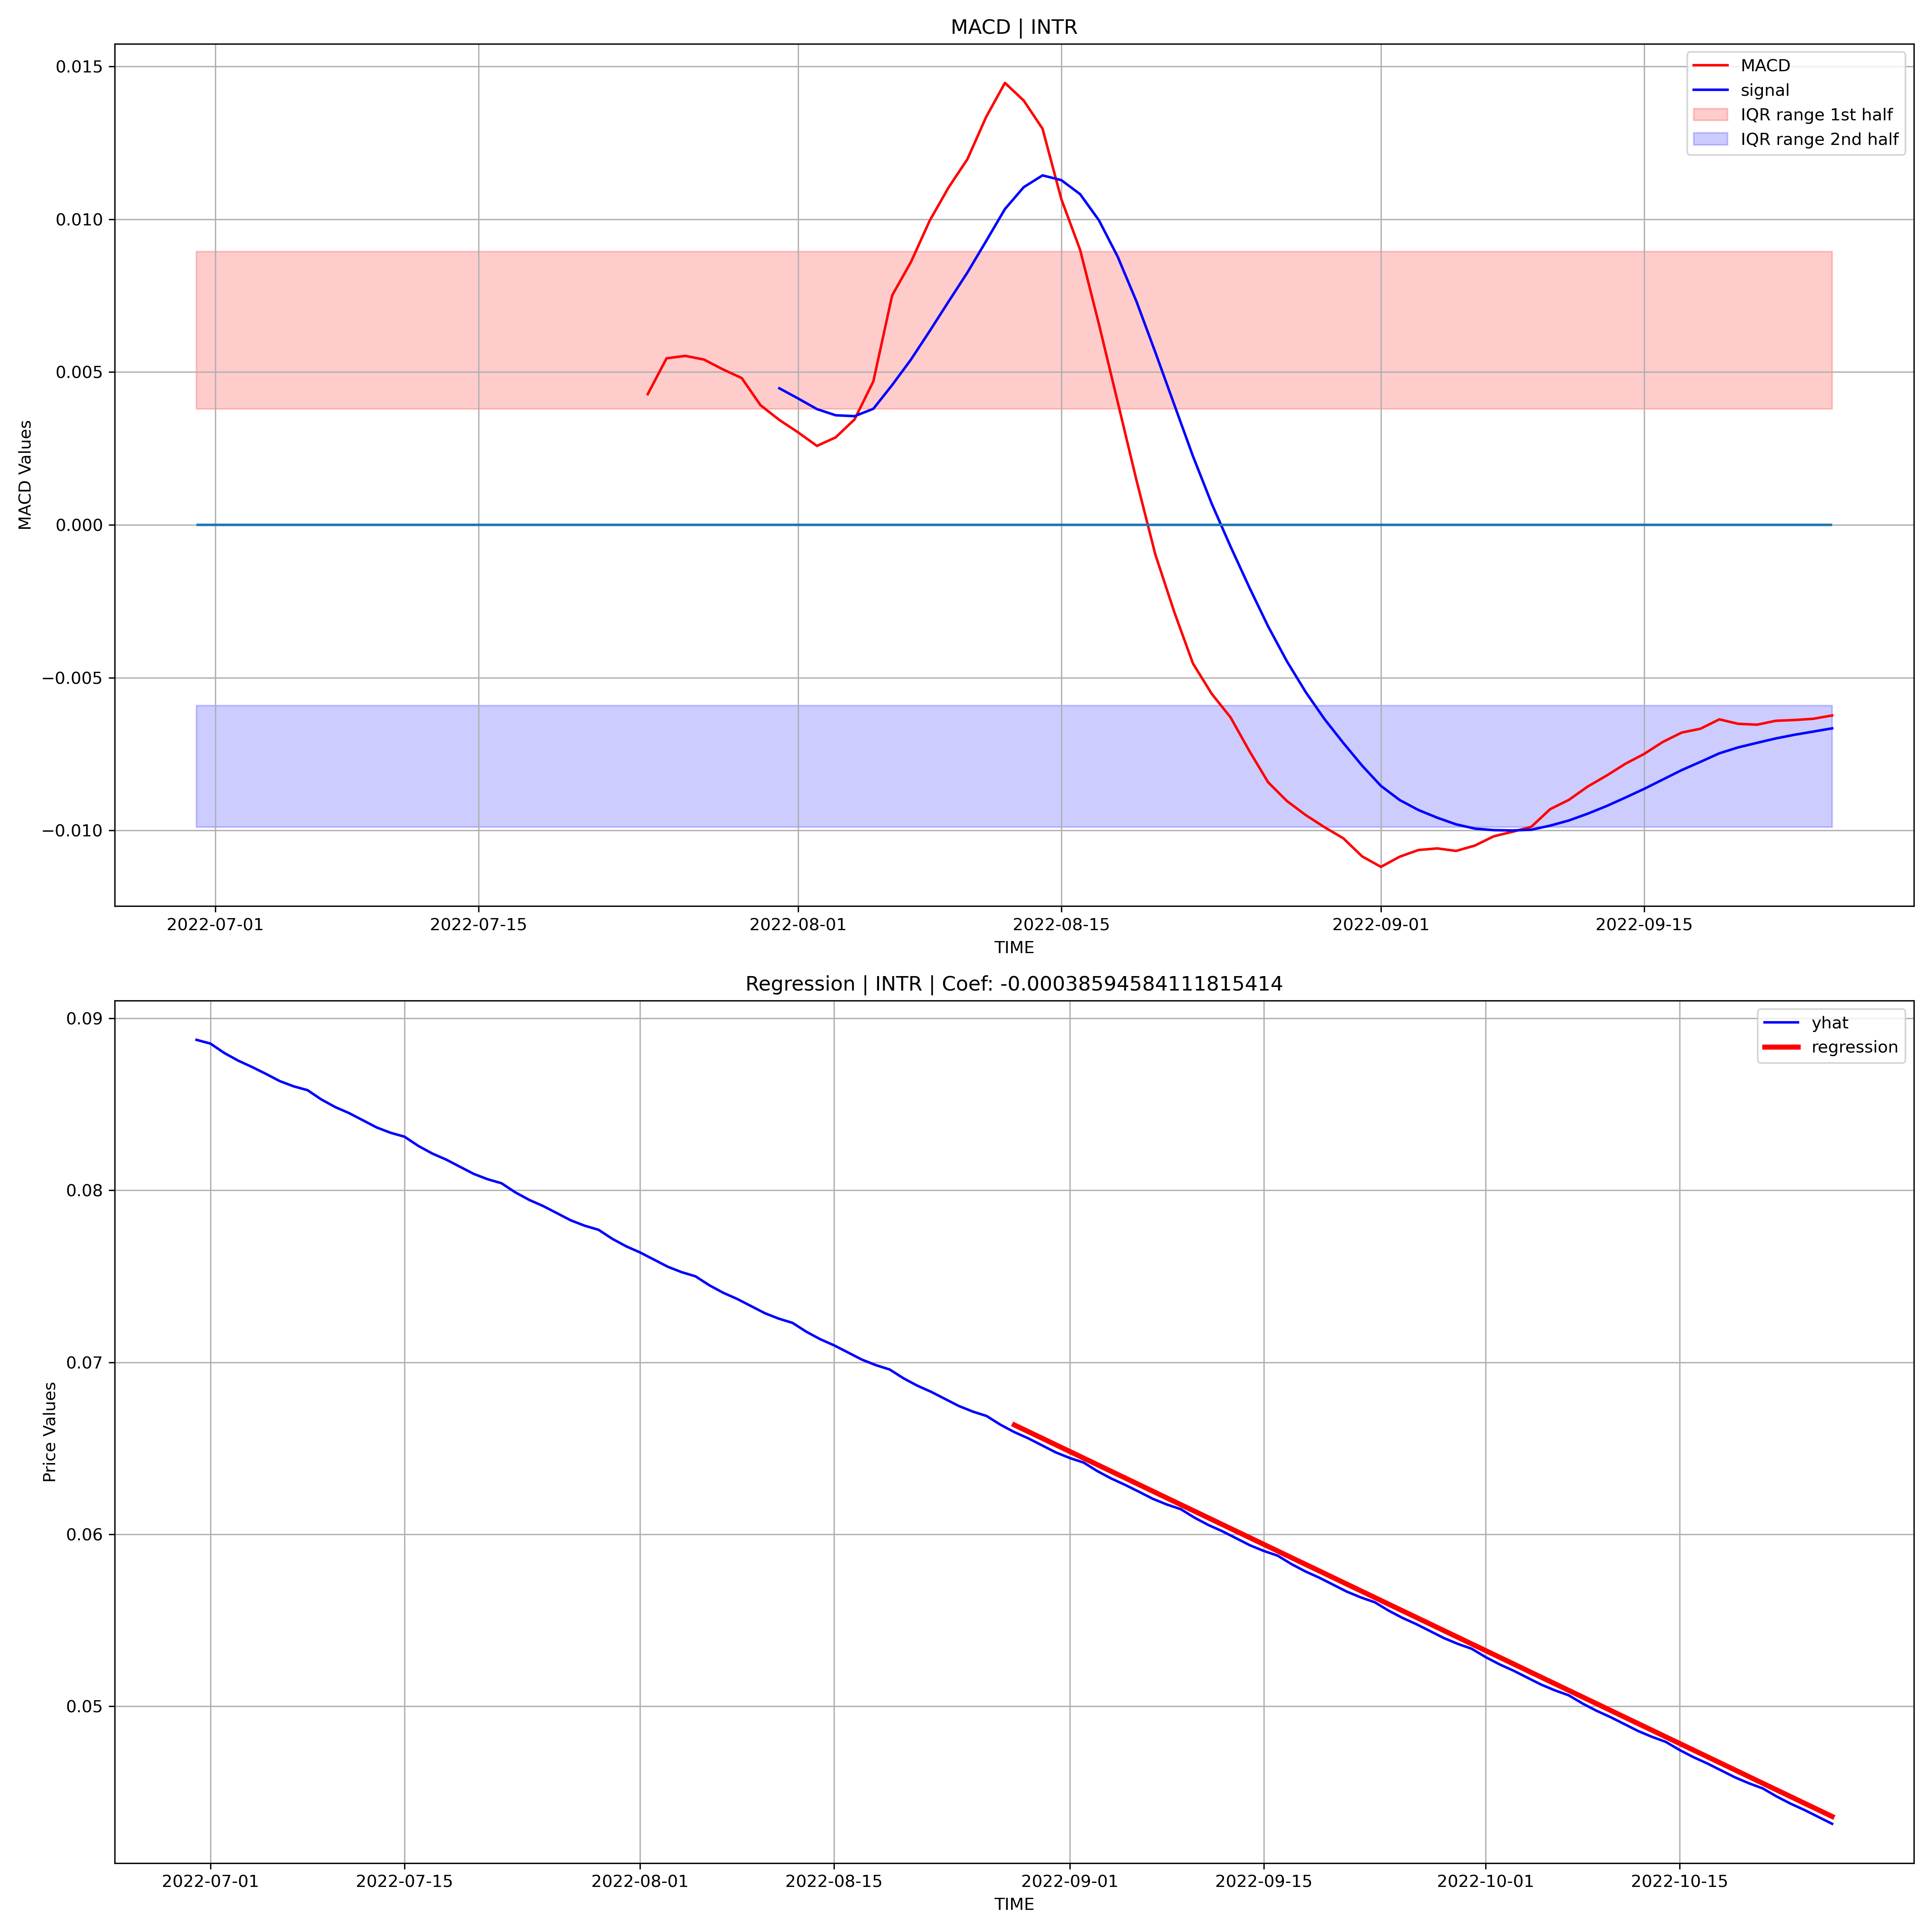 MACD | INTR
0.015
0.010
0.005
0.000
−0.005
−0.010
MACD Values
MACD
signal
IQR range 1st half
IQR range 2nd half
2022-07-01 2022-07-15 2022-08-01 2022-08-15 2022-09-01 2022-09-15
TIME
Regression | INTR | Coef: -0.00038594584111815414
0.09
0.08
0.07
0.06
0.05
Price Values
yhat
regression
2022-07-01 2022-07-15 2022-08-01 2022-08-15 2022-09-01 2022-09-15 2022-10-01 2022-10-15
TIME